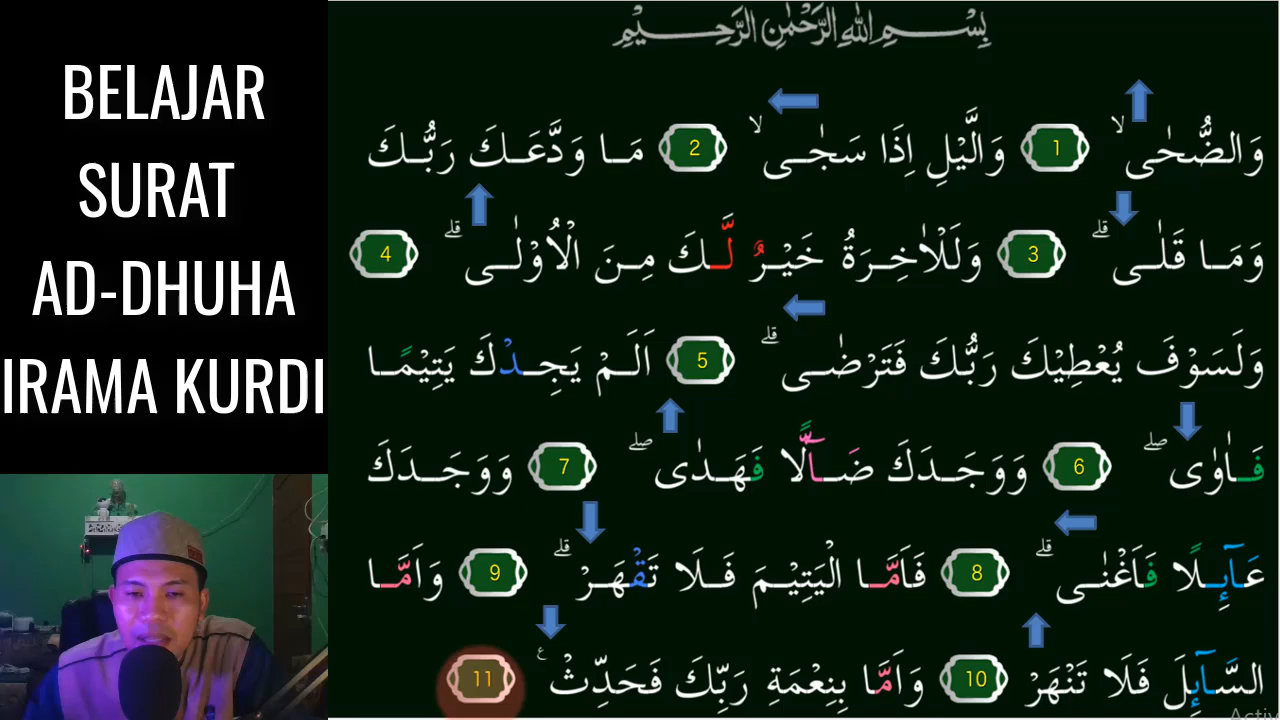 BELAJAR
SURAT
AD-DHUHA
IRAMA KURDI
بِسْمِ اللّٰهِ الرَّحْمٰنِ الرَّحِيْمِ
وَالضُّحٰىۙ 1 وَالَّيْلِ اِذَا سَجٰىۙ 2 مَا وَدَّعَكَ رَبُّكَ
وَمَا قَلٰىۗ 3 وَلَلْاٰخِرَةُ خَيْرٌ لَّكَ مِنَ الْاُوْلٰىۗ 4
وَلَسَوْفَ يُعْطِيْكَ رَبُّكَ فَتَرْضٰىۗ 5 اَلَمْ يَجِدْكَ يَتِيْمًا
فَاٰوٰىۖ 6 وَوَجَدَكَ ضَاۤلًّا فَهَدٰىۖ 7 وَوَجَدَكَ
عَاۤىِٕلًا فَاَغْنٰىۗ 8 فَاَمَّا الْيَتِيْمَ فَلَا تَقْهَرْۗ 9 وَاَمَّا
السَّاۤىِٕلَ فَلَا تَنْهَرْ 10 وَاَمَّا بِنِعْمَةِ رَبِّكَ فَحَدِّثْ ع 11